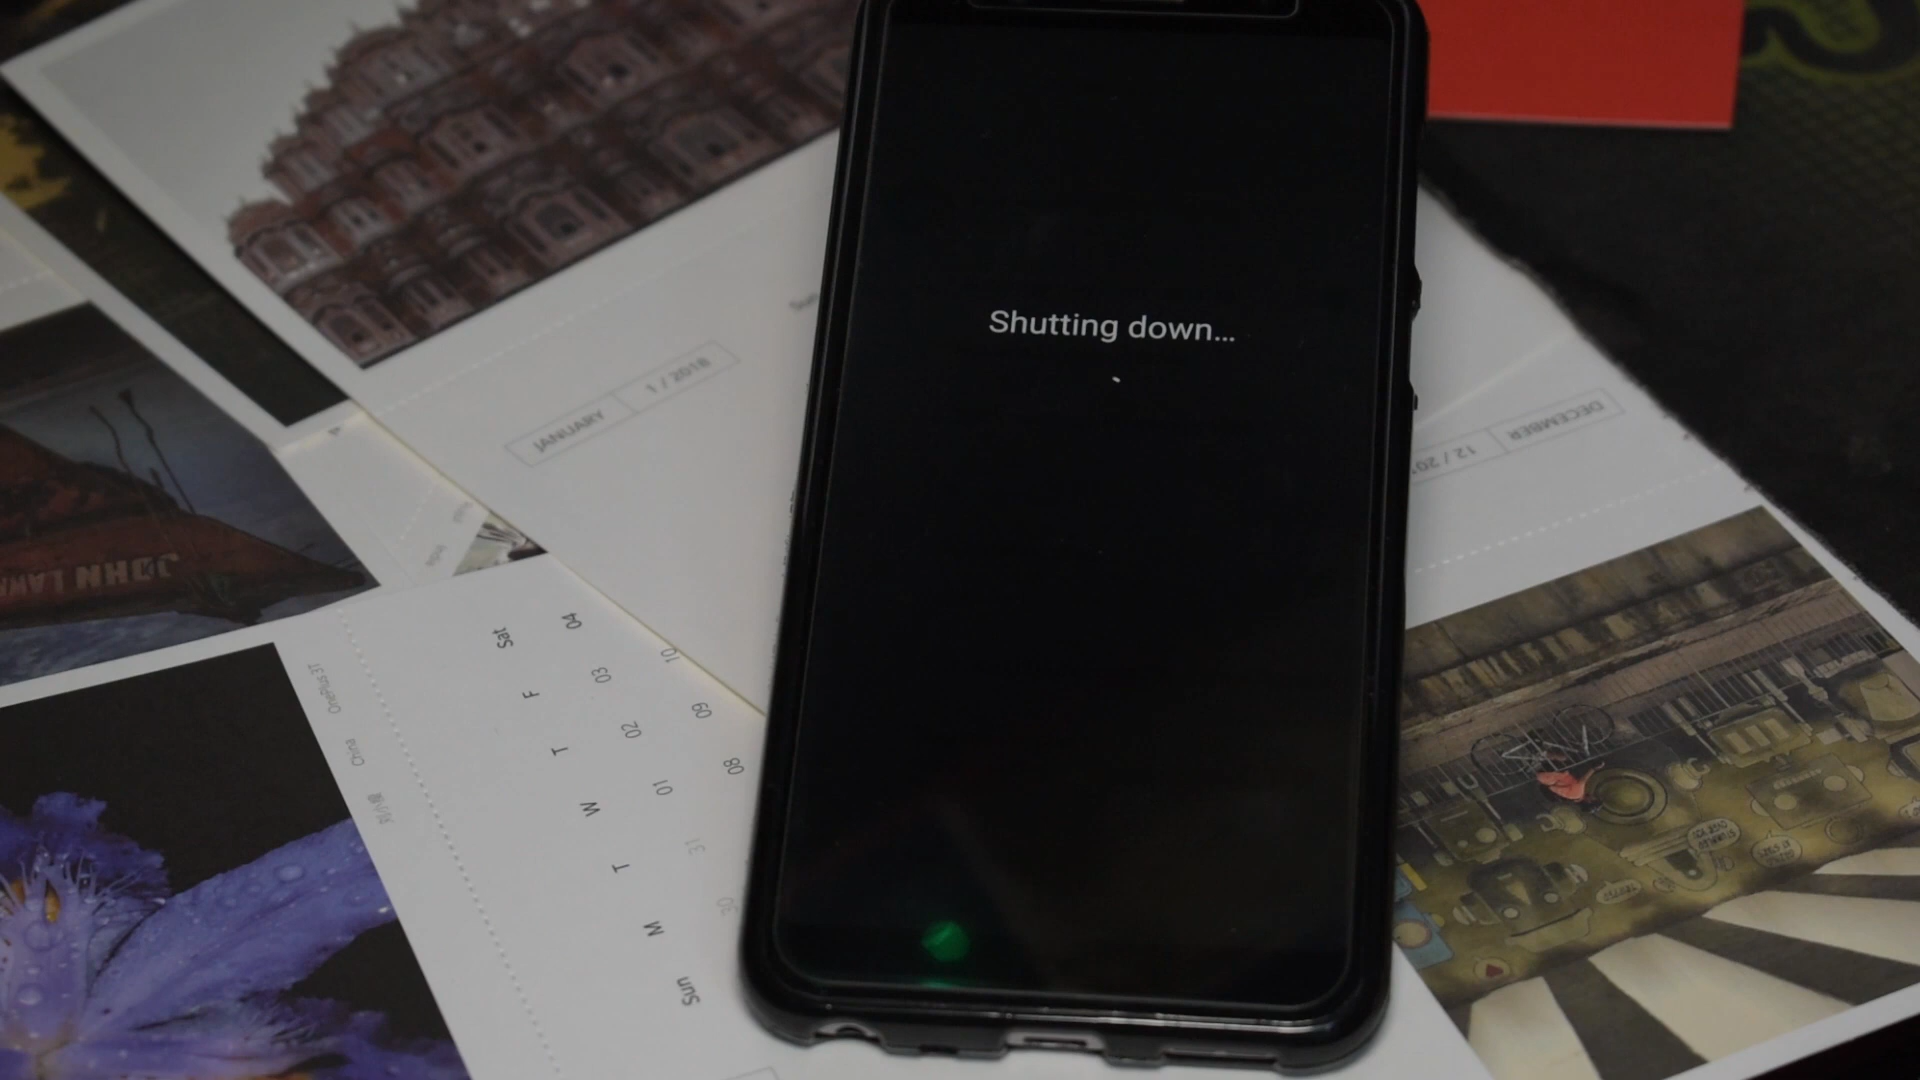 Shutting down...
JANUARY 1 / 2018
DECEMBER 12 / 20
JOHN LAW
OnePlus 3T
China
India
Sat
F
T
W
T
M
Sun
04
03
02
01
31
30
10
09
08